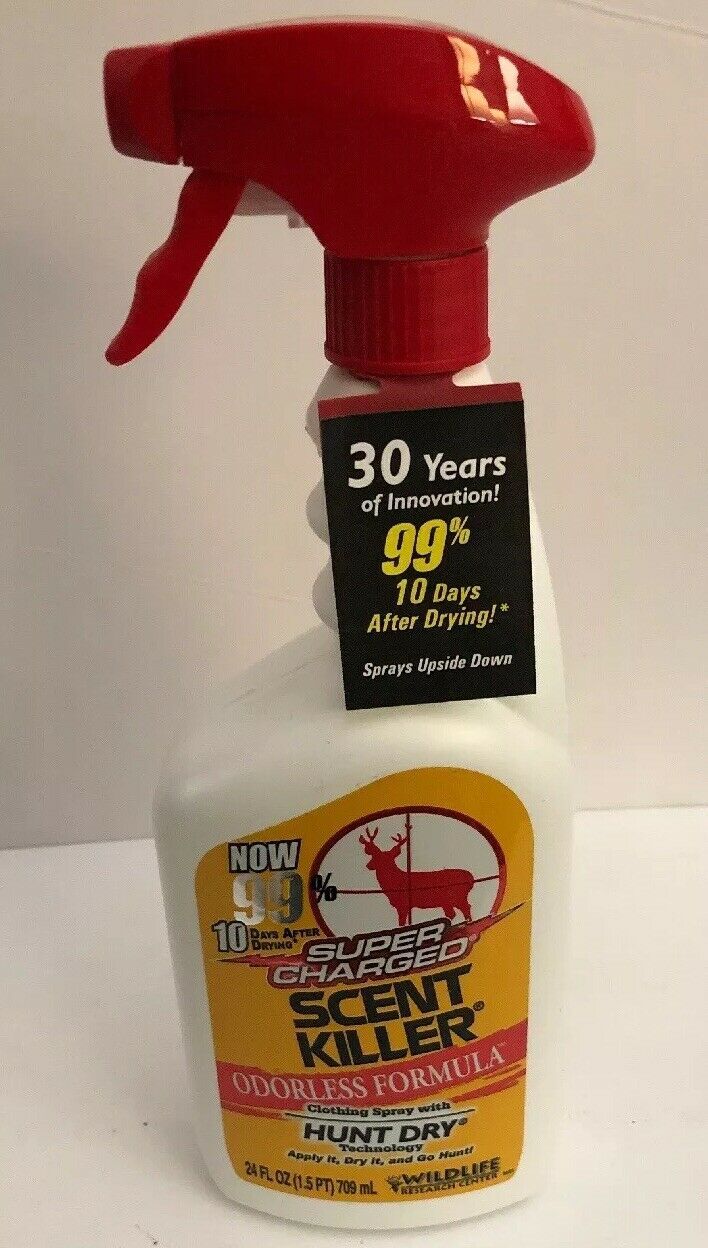 30 Years
of Innovation!
99%
10 Days
After Drying!*
Sprays Upside Down
NOW
99%
10 DAYS AFTER
DRYING*
SUPER
CHARGED®
SCENT
KILLER®
ODORLESS FORMULA™
Clothing Spray with
HUNT DRY®
Technology
Apply it, Dry it, and Go Hunt!
24 FL OZ (1.5 PT) 709 mL
WILDLIFE
RESEARCH CENTER